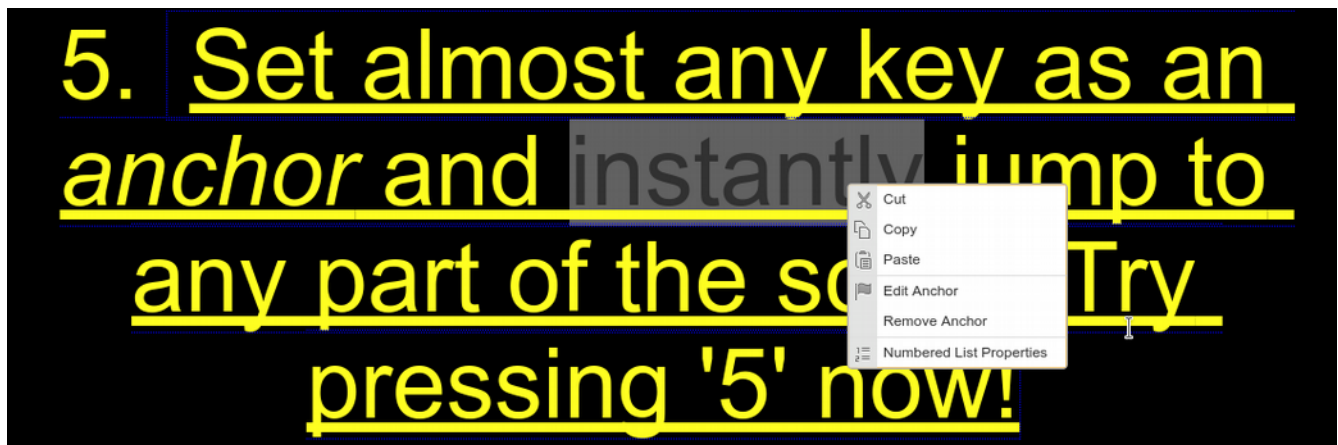 5. Set almost any key as an
anchor and instantly jump to
any part of the sc Try
pressing '5' now!
Cut
Copy
Paste
Edit Anchor
Remove Anchor
Numbered List Properties